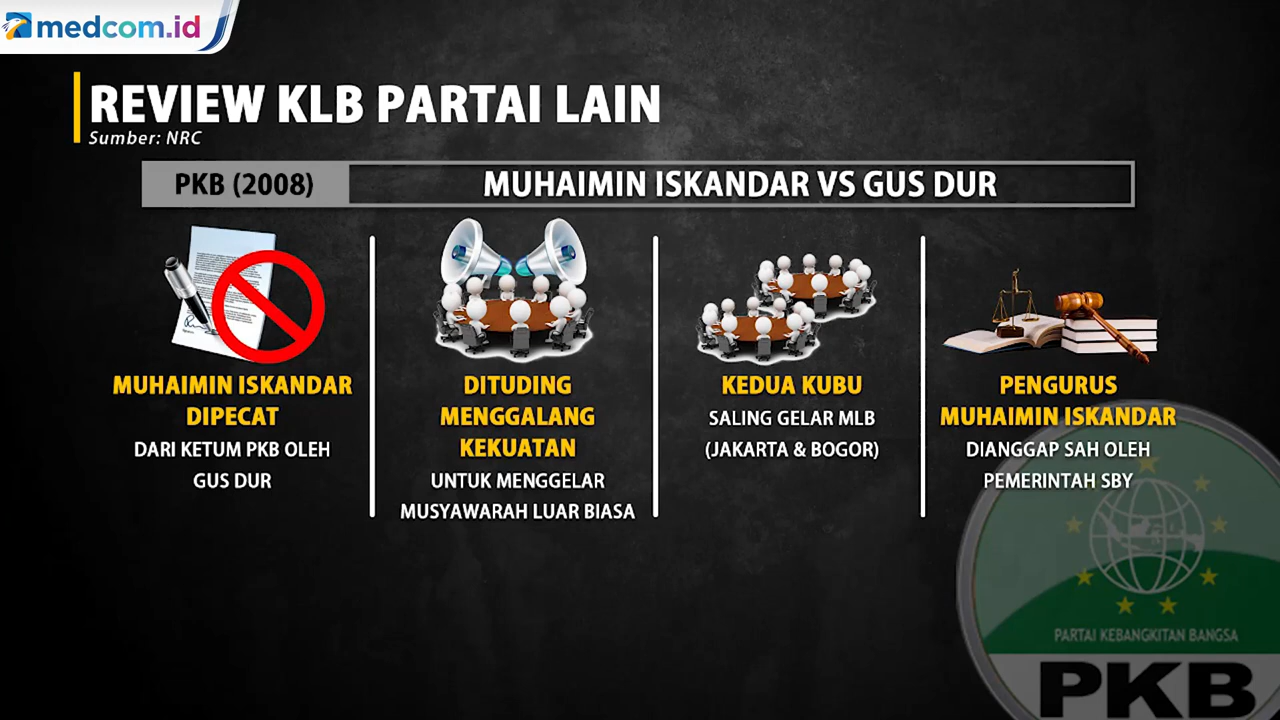 medcom.id
REVIEW KLB PARTAI LAIN
Sumber: NRC
PKB (2008)
MUHAIMIN ISKANDAR VS GUS DUR
MUHAIMIN ISKANDAR
DIPECAT
DARI KETUM PKB OLEH
GUS DUR
DITUDING
MENGGALANG
KEKUATAN
UNTUK MENGGELAR
MUSYAWARAH LUAR BIASA
KEDUA KUBU
SALING GELAR MLB
(JAKARTA & BOGOR)
PENGURUS
MUHAIMIN ISKANDAR
DIANGGAP SAH OLEH
PEMERINTAH SBY
PARTAI KEBANGKITAN BANGSA
PKB